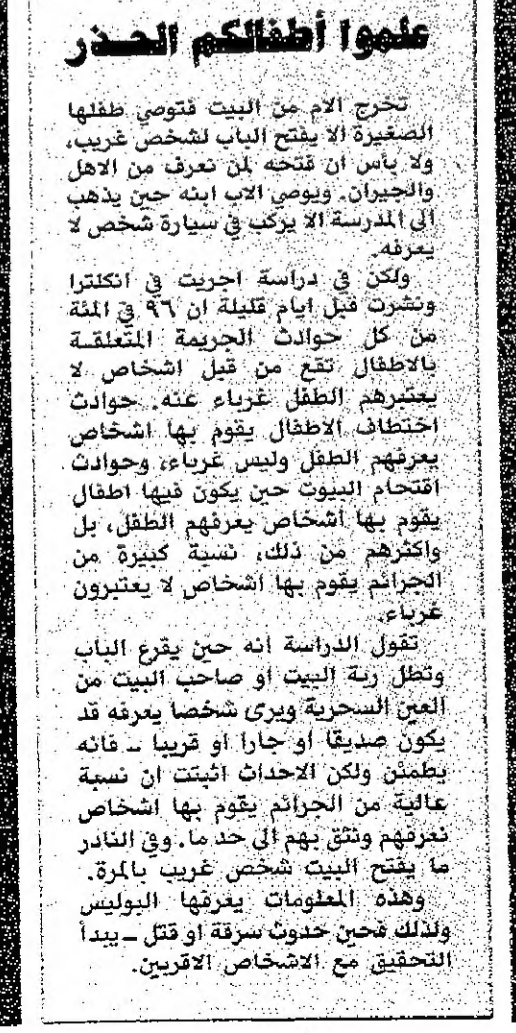 علموا أطفالكم الحـذر
تخرج الام من البيت فتوصي طفلها
الصغيرة الا يفتح الباب لشخص غريب،
ولا بأس ان فتحه لمن نعرف من الاهل
والجيران. ويوصي الاب ابنه حين يذهب
الى المدرسة الا يركب في سيارة شخص لا
يعرفه.
ولكن في دراسة اجريت في انكلترا
ونشرت قبل ايام قليلة ان ٩٦ في المئة
من كل حوادث الجريمة المتعلقة
بالاطفال تقع من قبل اشخاص لا
يعتبرهم الطفل غرباء عنه. حوادث
اختطاف الاطفال يقوم بها اشخاص
يعرفهم الطفل وليس غرباء، وحوادث
اقتحام البيوت حين يكون فيها اطفال
يقوم بها أشخاص يعرفهم الطفل، بل
واكثرهم من ذلك، نسبة كبيرة من
الجرائم يقوم بها اشخاص لا يعتبرون
غرباء.
تقول الدراسة انه حين يقرع الباب
وتطل ربة البيت او صاحب البيت من
العين السحرية ويرى شخصا يعرفه قد
يكون صديقا او جارا او قريبا ــ فانه
يطمئن ولكن الاحداث اثبتت ان نسبة
عالية من الجرائم يقوم بها اشخاص
نعرفهم ونثق بهم الى حد ما. وفي النادر
ما يفتح البيت شخص غريب بالمرة.
وهذه المعلومات يعرفها البوليس
ولذلك فحين حدوث سرقة او قتل ــ يبدأ
التحقيق مع الاشخاص الاقربين.